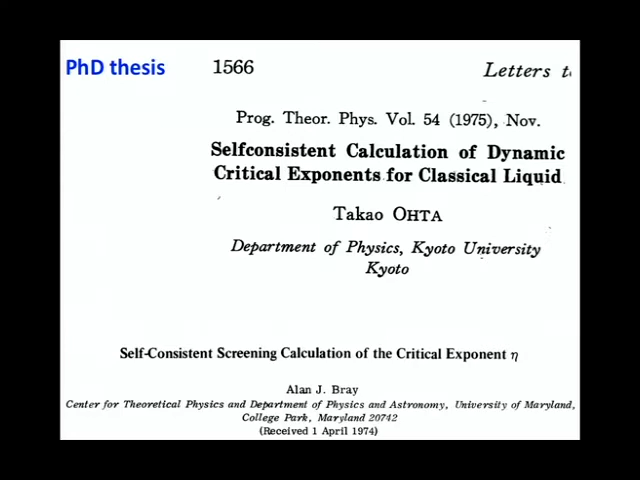 PhD thesis 1566 Letters
Prog. Theor. Phys. Vol. 54 (1975), Nov.
Selfconsistent Calculation of Dynamic
Critical Exponents for Classical Liquid
Takao OHTA
Department of Physics, Kyoto University
Kyoto
Self-Consistent Screening Calculation of the Critical Exponent η
Alan J. Bray
Center for Theoretical Physics and Department of Physics and Astronomy, University of Maryland,
College Park, Maryland 20742
(Received 1 April 1974)